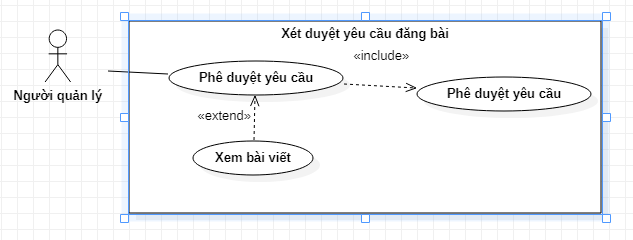 Xét duyệt yêu cầu đăng bài
«include»
Phê duyệt yêu cầu
Phê duyệt yêu cầu
Người quản lý
«extend»
Xem bài viết